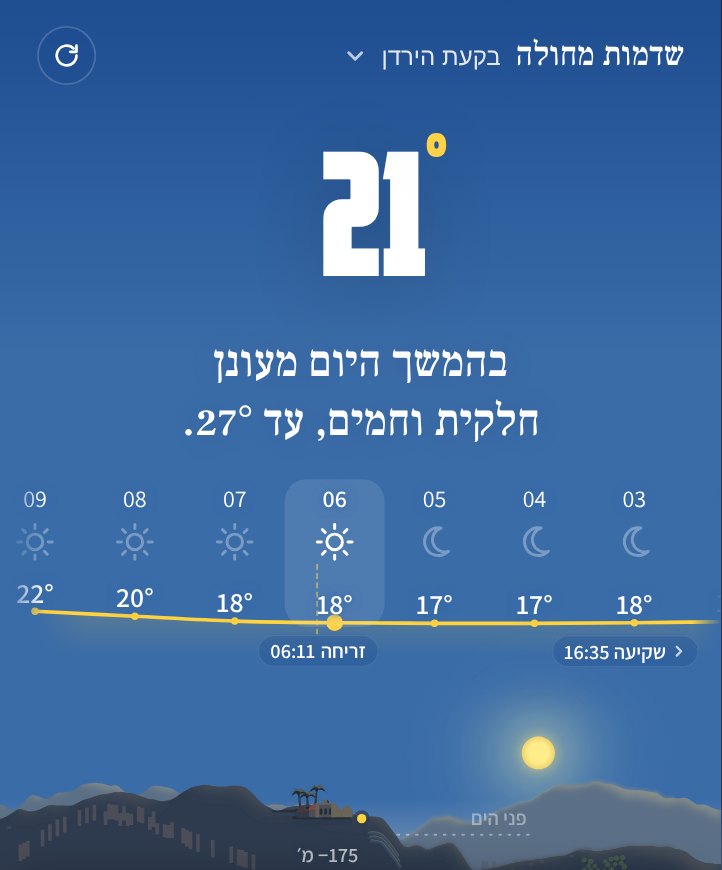 שדמות מחולה בקעת הירדן
21°
בהמשך היום מעונן
חלקית וחמים, עד 27°.
03 04 05 06 07 08 09
18° 17° 17° 18° 18° 20° 22°
שקיעה 16:35 זריחה 06:11
פני הים
−175 מ׳